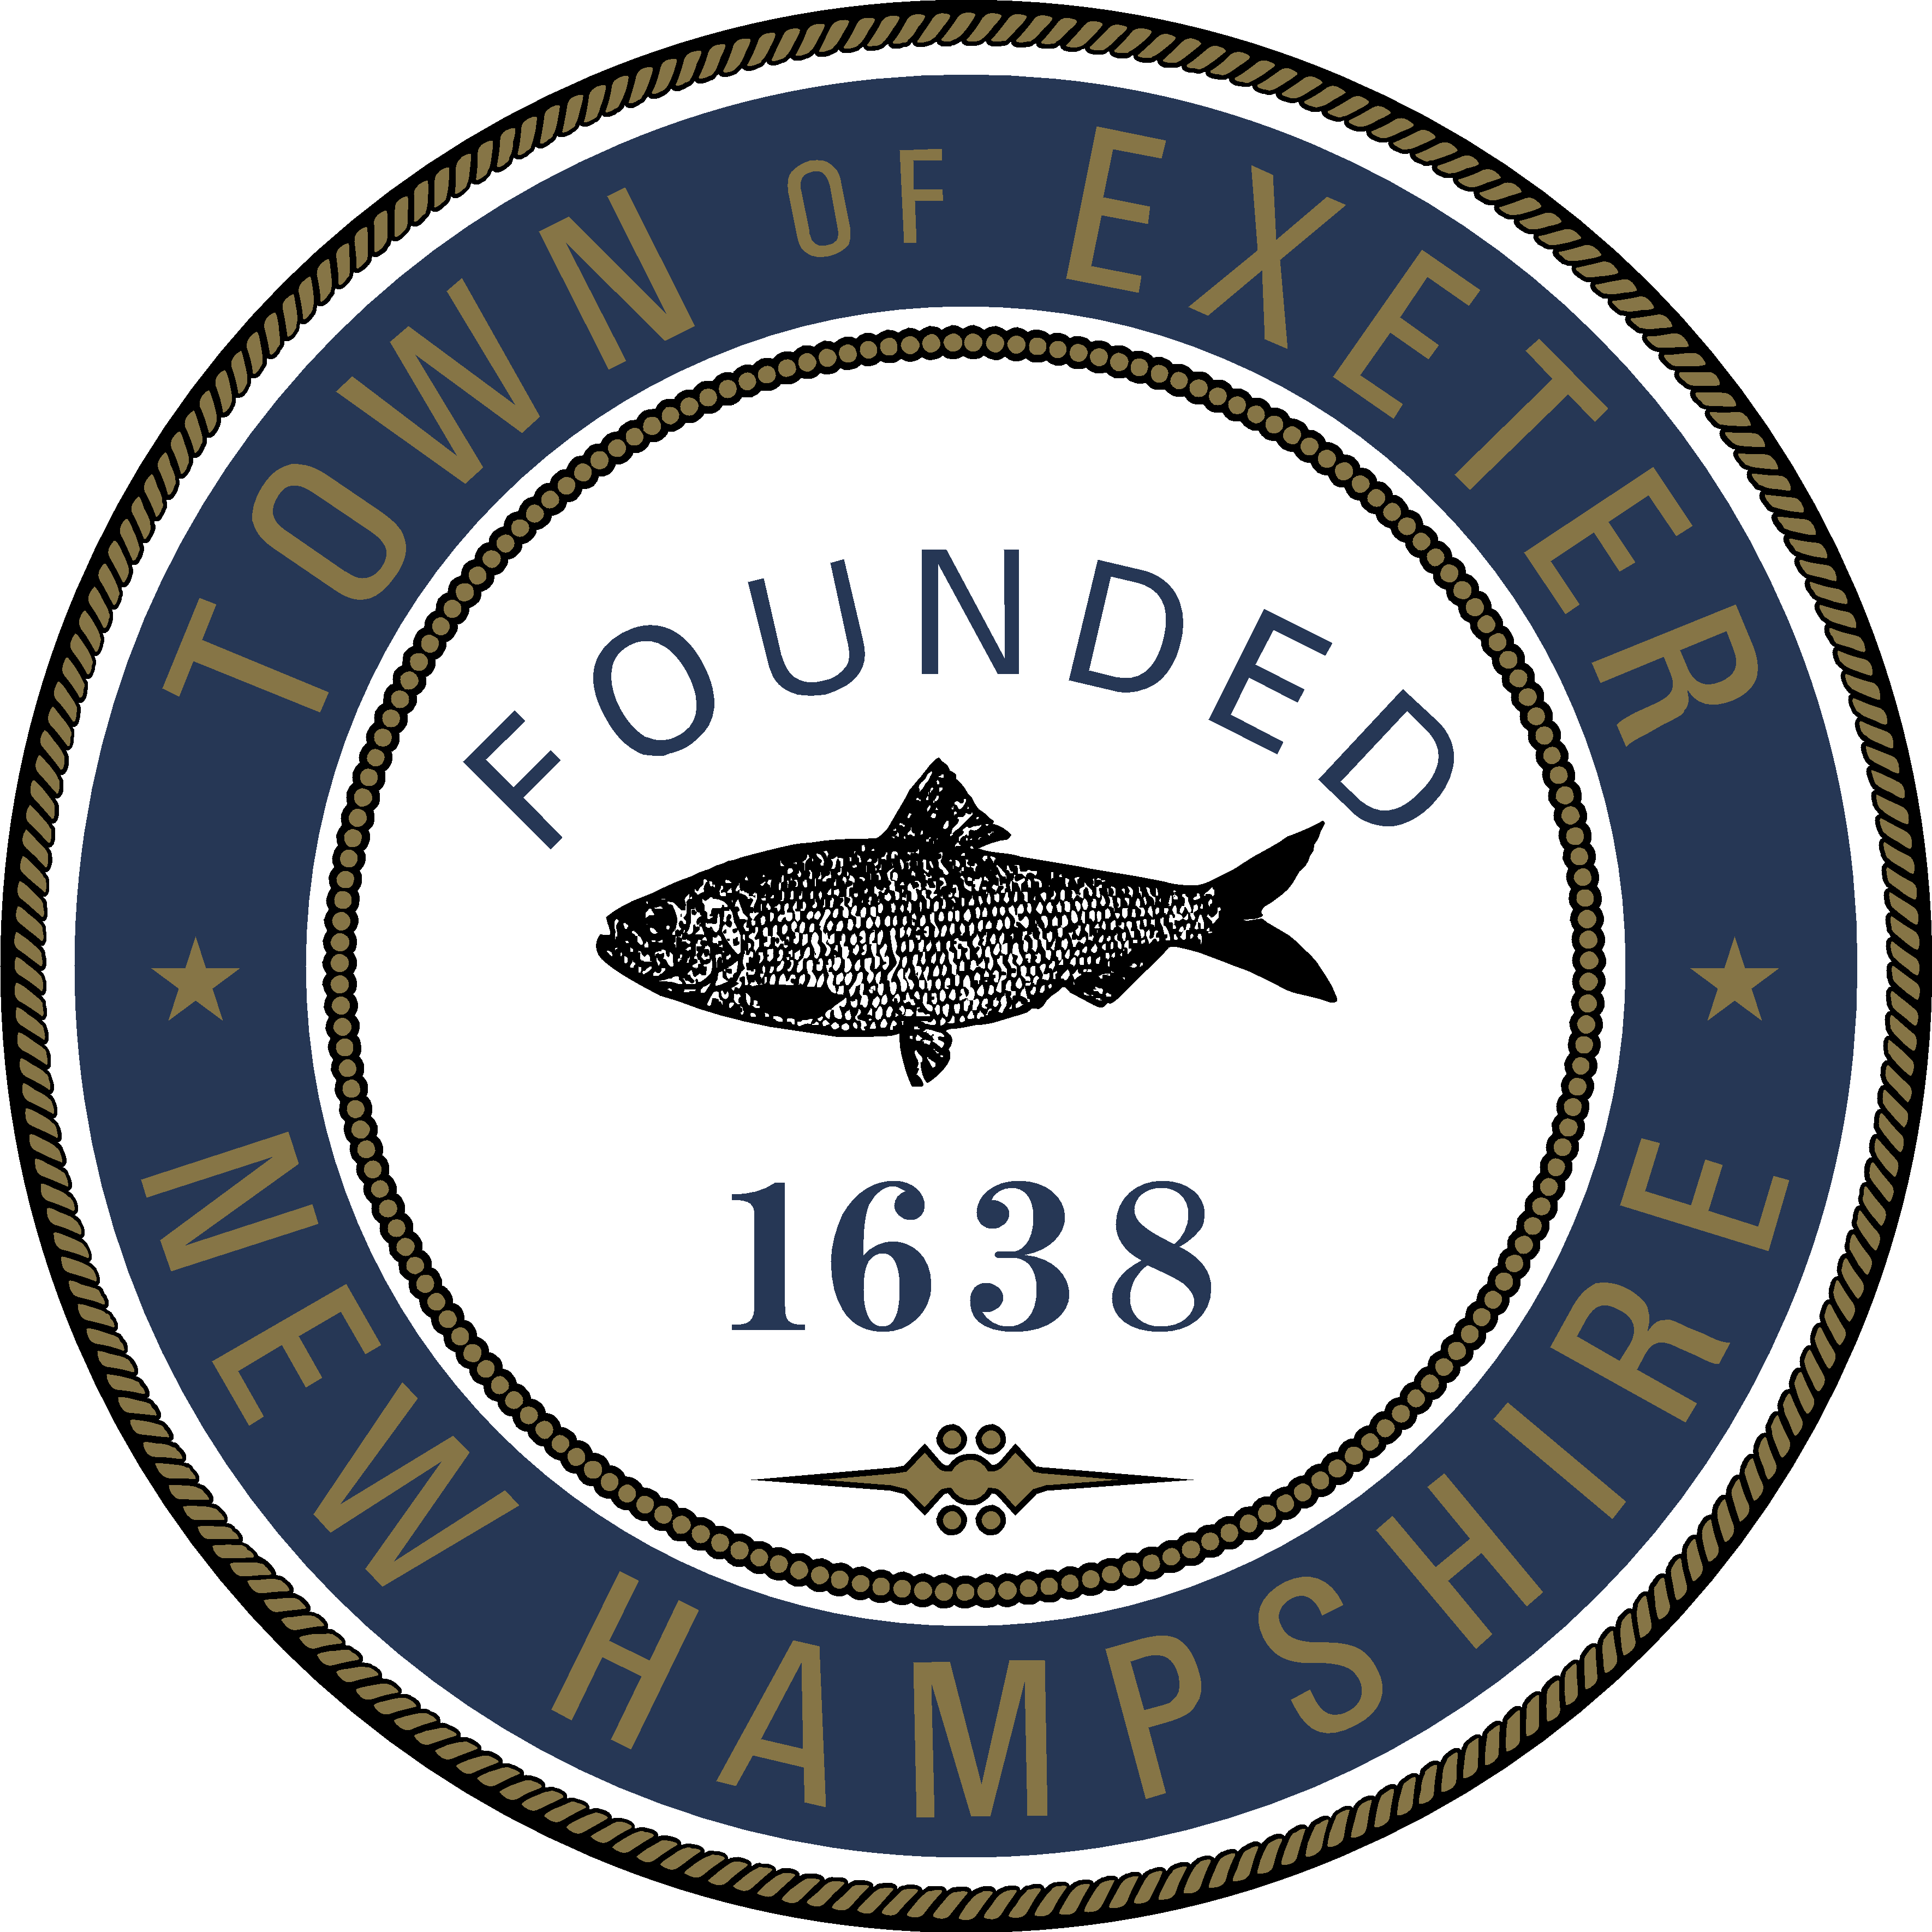 TOWN OF EXETER
FOUNDED
1638
NEW HAMPSHIRE